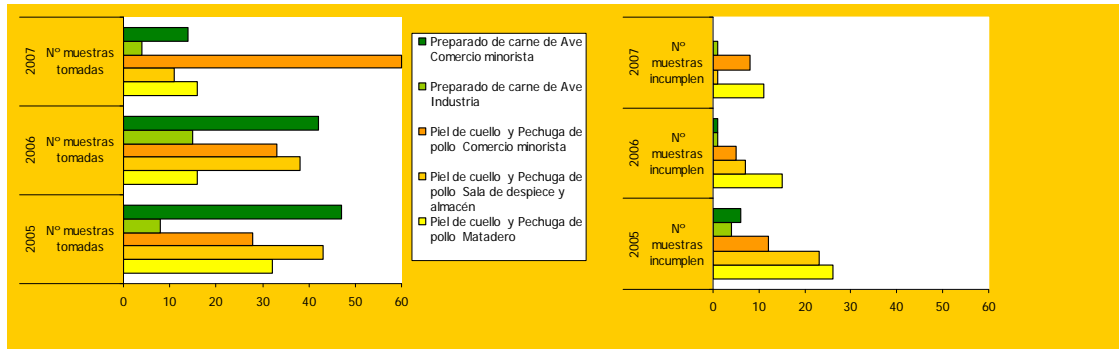 2007
Nº muestras
tomadas
2006
Nº muestras
tomadas
2005
Nº muestras
tomadas
0 10 20 30 40 50 60
Preparado de carne de Ave
Comercio minorista
Preparado de carne de Ave
Industria
Piel de cuello y Pechuga de
pollo Comercio minorista
Piel de cuello y Pechuga de
pollo Sala de despiece y
almacén
Piel de cuello y Pechuga de
pollo Matadero
2007
Nº
muestras
incumplen
2006
Nº
muestras
incumplen
2005
Nº
muestras
incumplen
0 10 20 30 40 50 60